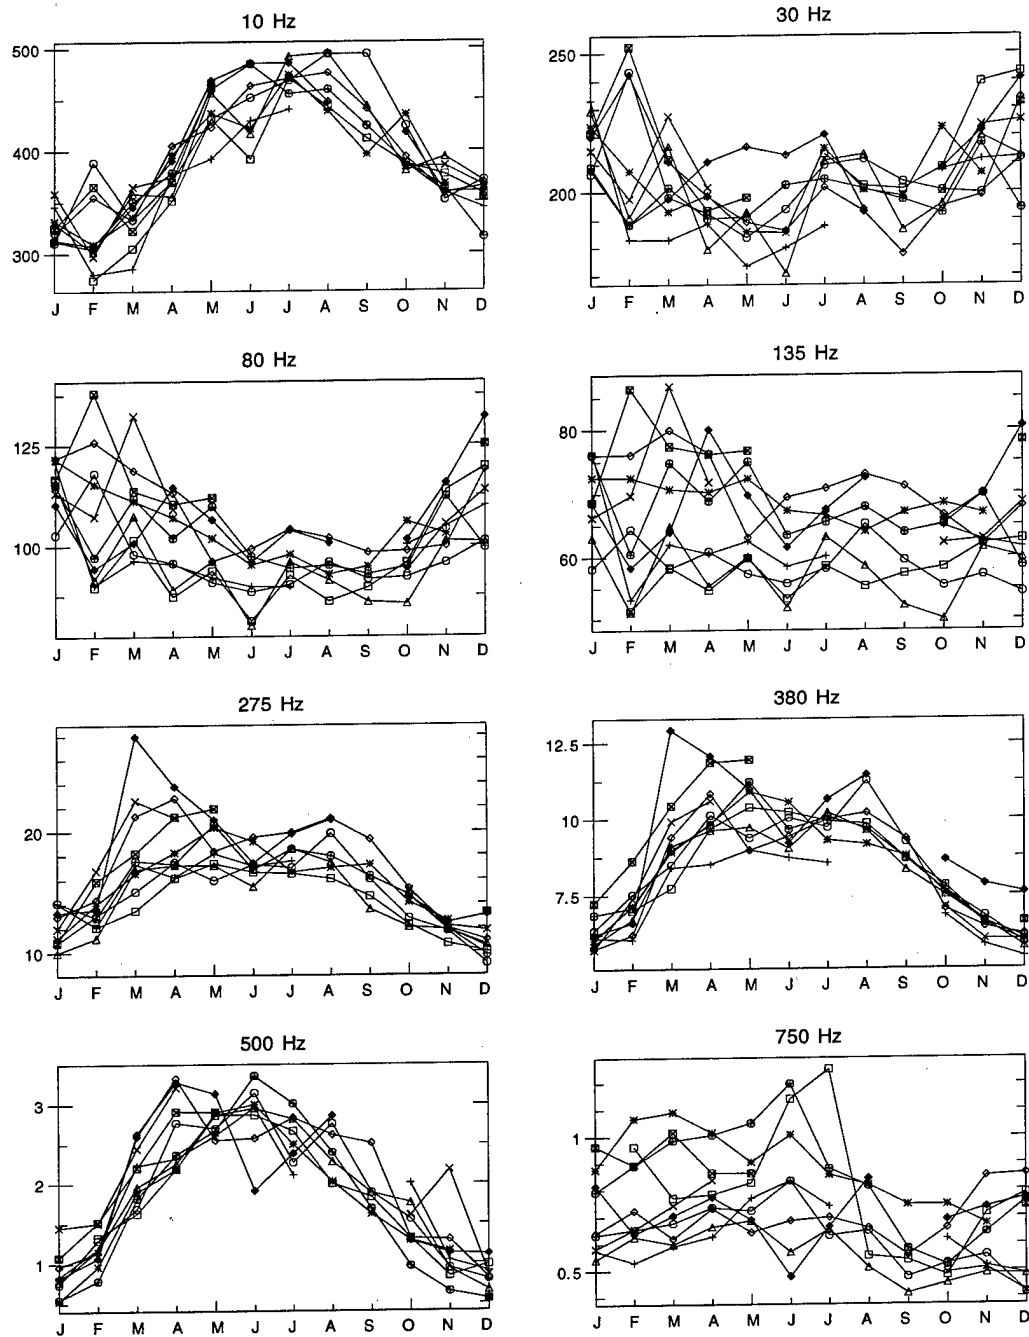 10 Hz
500
400
300
J F M A M J J A S O N D
30 Hz
250
200
J F M A M J J A S O N D
80 Hz
125
100
J F M A M J J A S O N D
135 Hz
80
60
J F M A M J J A S O N D
275 Hz
20
10
J F M A M J J A S O N D
380 Hz
12.5
10
7.5
J F M A M J J A S O N D
500 Hz
3
2
1
J F M A M J J A S O N D
750 Hz
1
0.5
J F M A M J J A S O N D